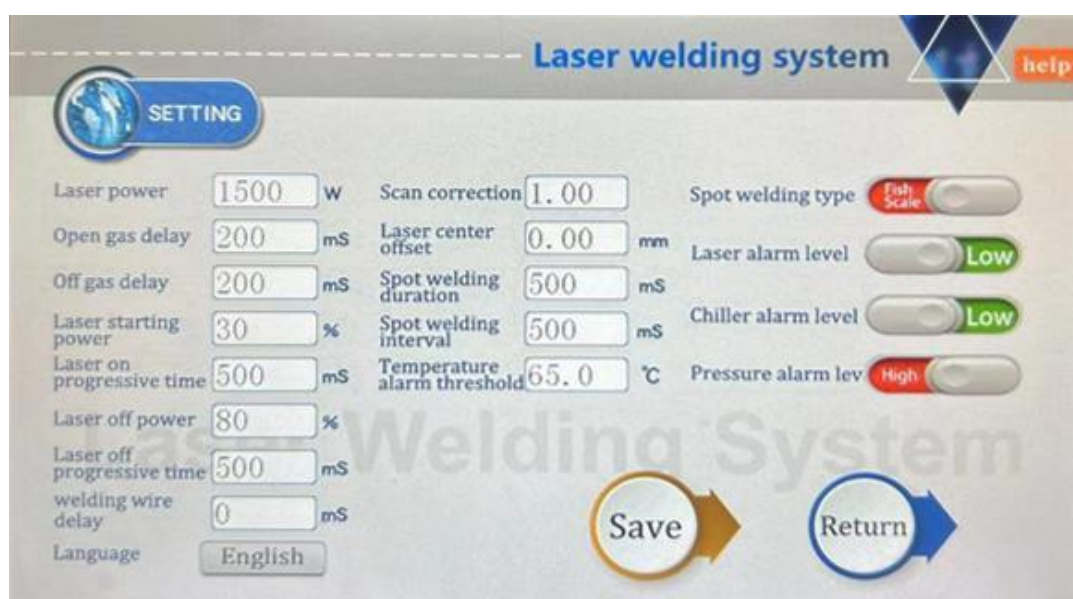 Laser welding system
help
SETTING
Laser power 1500 W
Open gas delay 200 mS
Off gas delay 200 mS
Laser starting
power 30 %
Laser on
progressive time 500 mS
Laser off power 80 %
Laser off
progressive time 500 mS
welding wire
delay 0 mS
Language English
Scan correction 1.00
Laser center
offset 0.00 mm
Spot welding
duration 500 mS
Spot welding
interval 500 mS
Temperature
alarm threshold 65.0 ℃
Spot welding type Fish
Scale
Laser alarm level Low
Chiller alarm level Low
Pressure alarm lev High
Laser Welding System
Save
Return